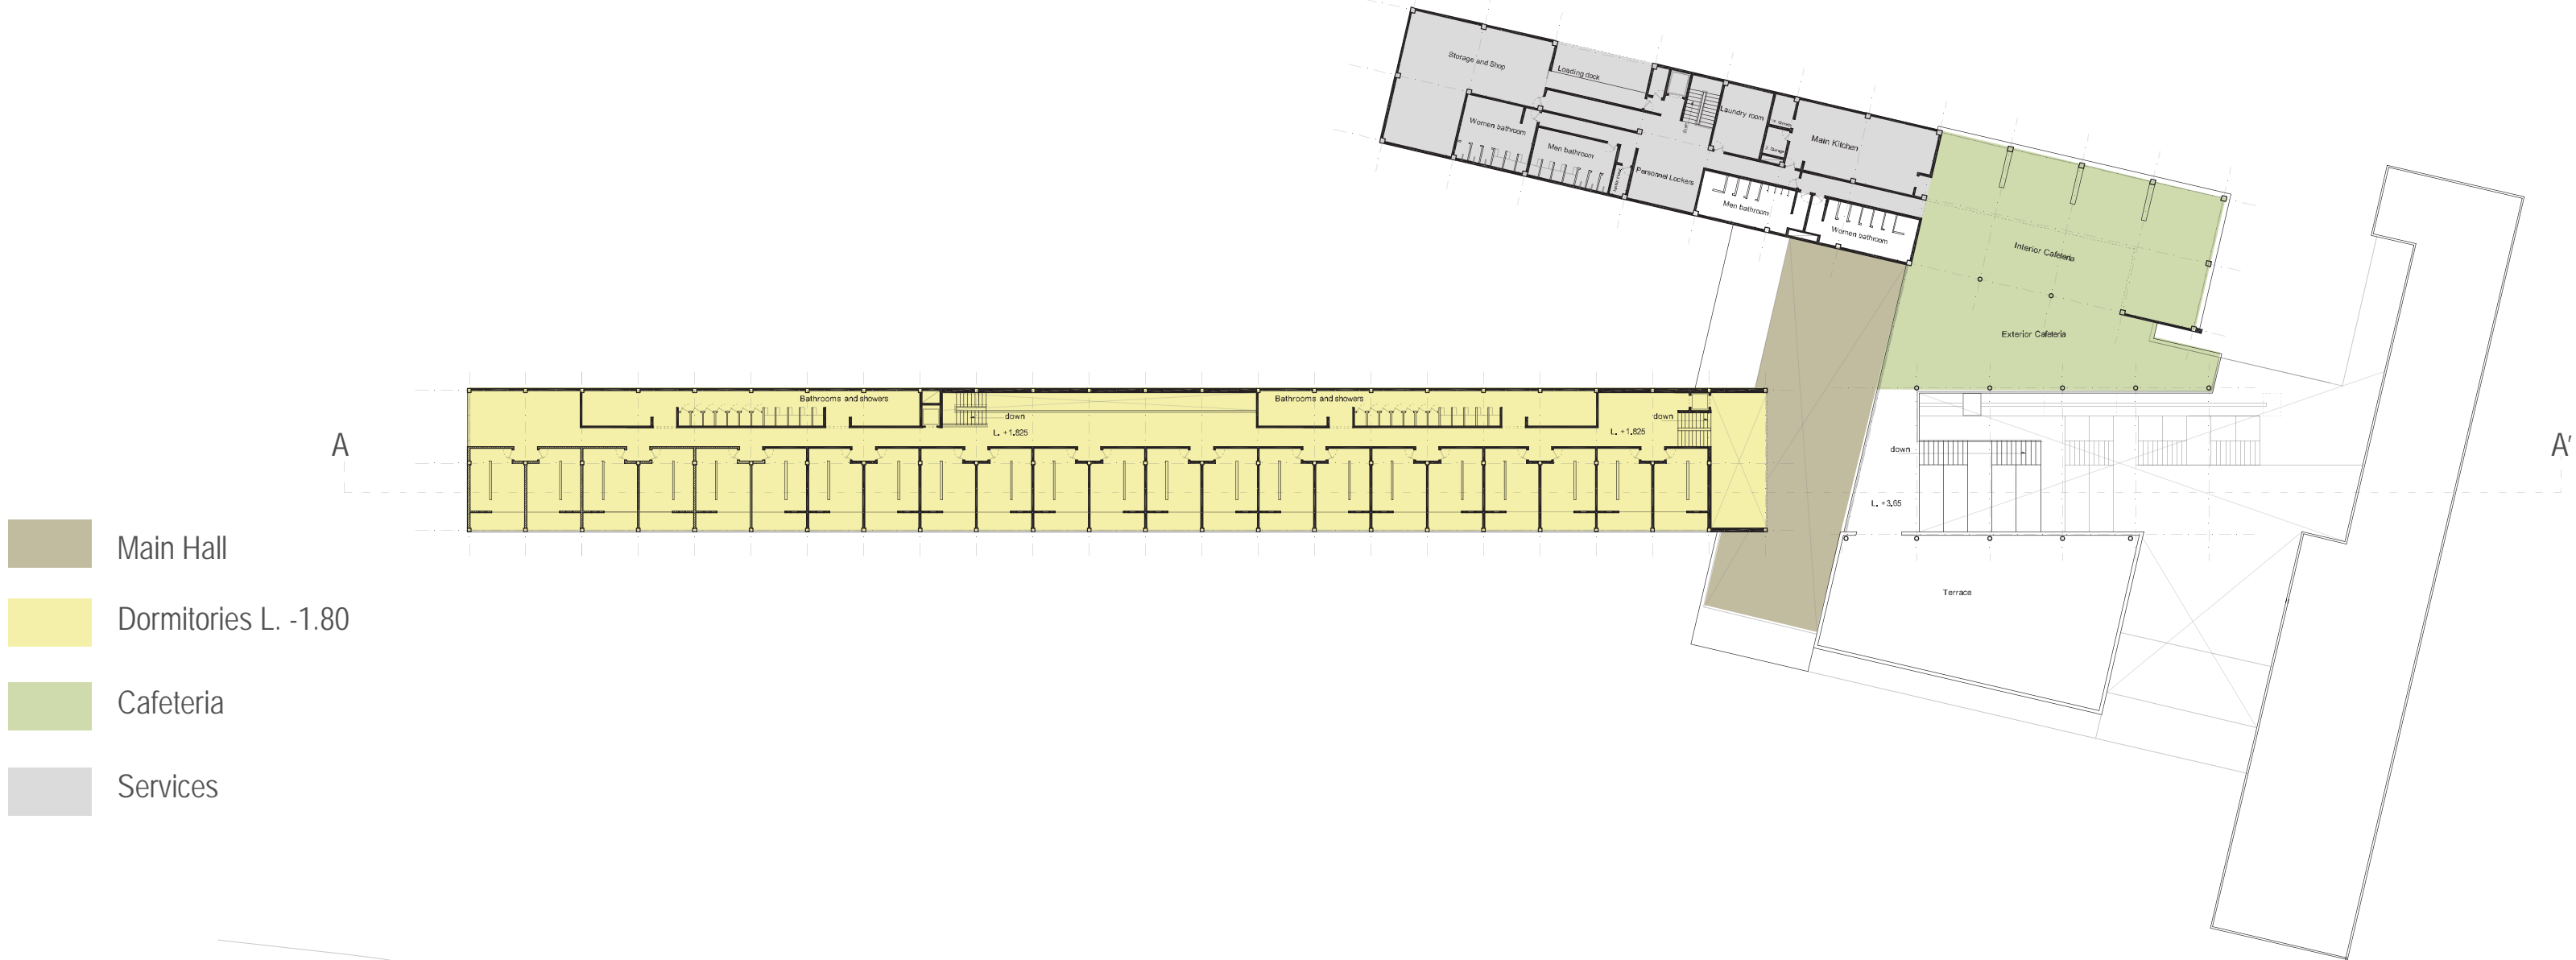 Storage and Shop
Loading dock
Laundry room
Main Kitchen
Women bathroom
Men bathroom
Personnel Lockers
Men bathroom
Women bathroom
Interior Cafeteria
Exterior Cafeteria
Bathrooms and showers
Bathrooms and showers
down
down
L. +1.825
L. +1.825
A
A'
down
L. +3.65
Terrace
Main Hall
Dormitories L. -1.80
Cafeteria
Services